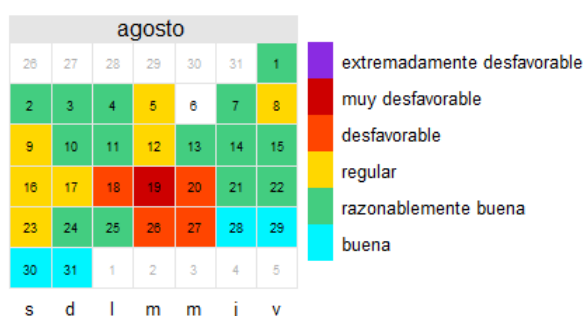 agosto
26 27 28 29 30 31 1
2 3 4 5 6 7 8
9 10 11 12 13 14 15
16 17 18 19 20 21 22
23 24 25 26 27 28 29
30 31 1 2 3 4 5
s d l m m j v
extremadamente desfavorable
muy desfavorable
desfavorable
regular
razonablemente buena
buena